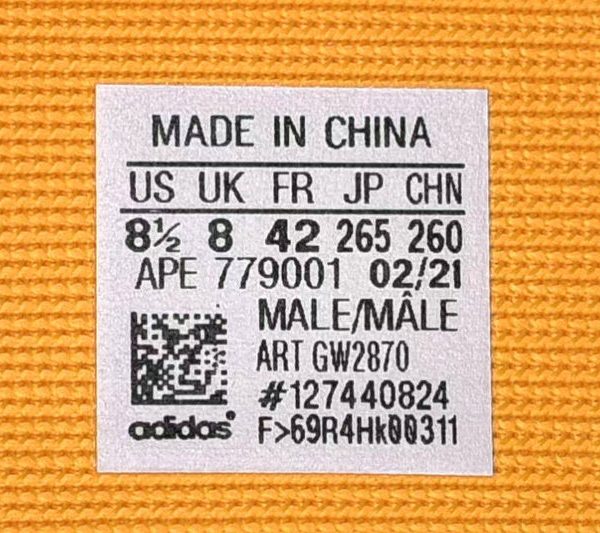 MADE IN CHINA
US UK FR JP CHN
8½ 8 42 265 260
APE 779001 02/21
MALE/MÂLE
ART GW2870
#127440824
adidas® F>69R4Hk00311